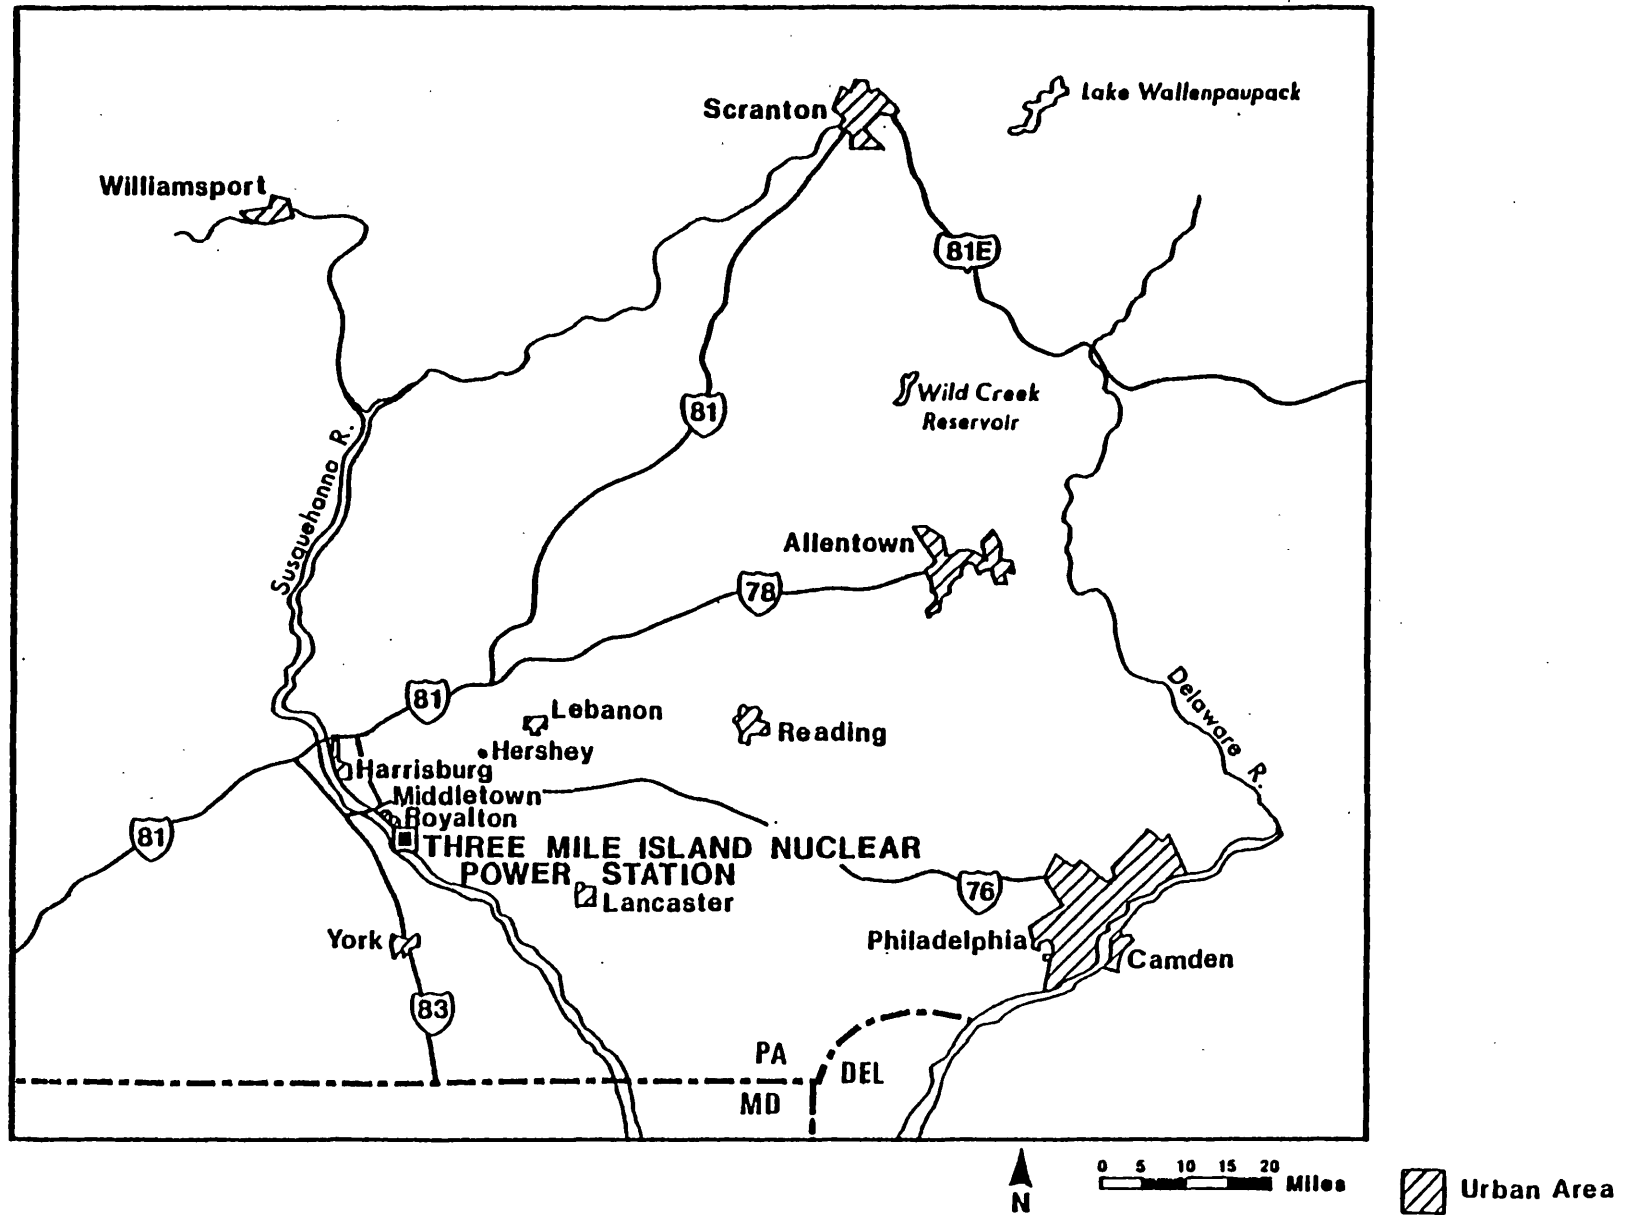 Scranton
Lake Wallenpaupack
Williamsport
81E
Wild Creek
Reservoir
81
Susquehanna R.
Allentown
78
Delaware R.
81
Lebanon
Reading
Hershey
Harrisburg
Middletown
Royalton
81
THREE MILE ISLAND NUCLEAR
POWER STATION
76
Lancaster
York
Philadelphia
Camden
83
PA
DEL
MD
N
0 5 10 15 20 Miles
Urban Area